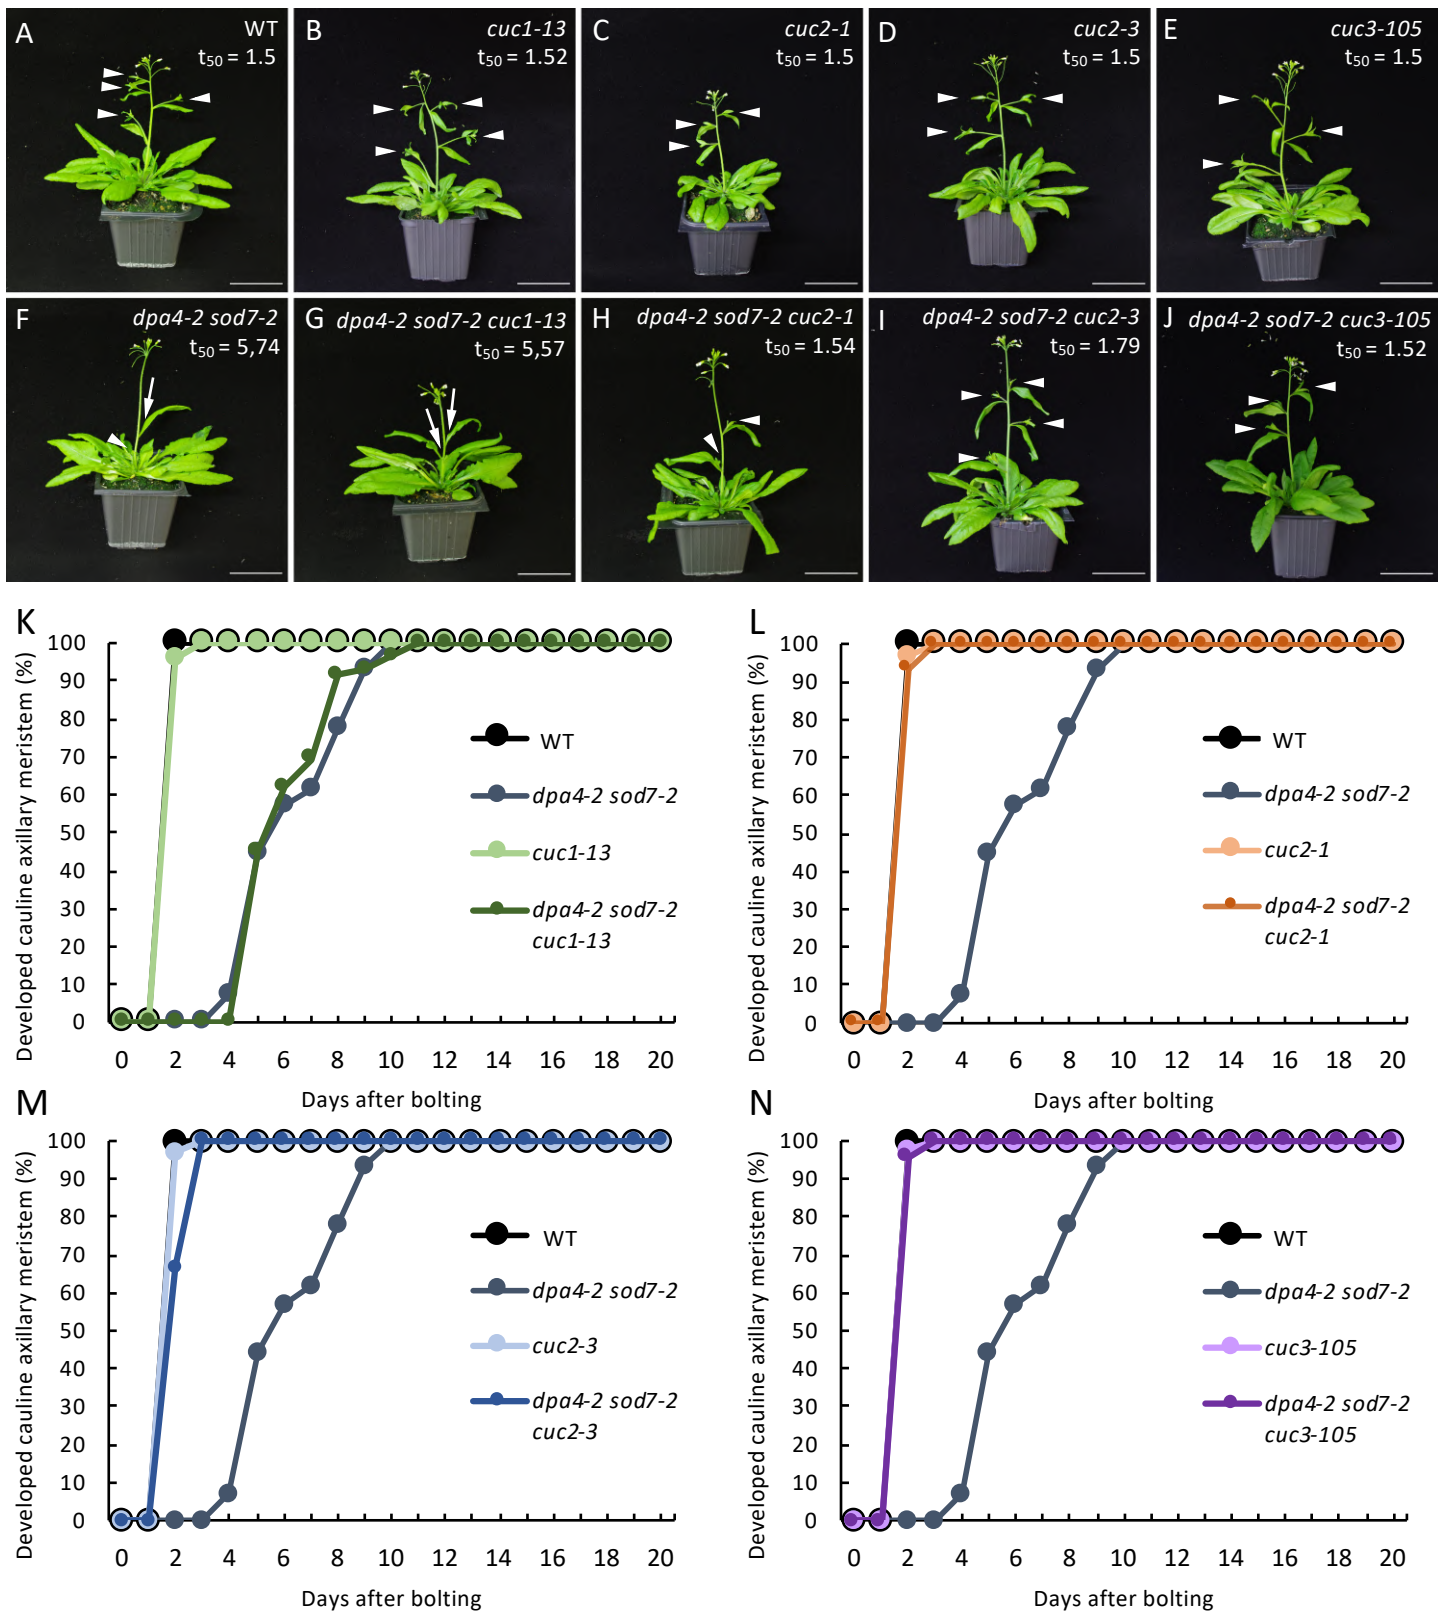 A
WT
t50 = 1.5
B
cuc1-13
t50 = 1.52
C
cuc2-1
t50 = 1.5
D
cuc2-3
t50 = 1.5
E
cuc3-105
t50 = 1.5
F
dpa4-2 sod7-2
t50 = 5,74
G
dpa4-2 sod7-2 cuc1-13
t50 = 5,57
H
dpa4-2 sod7-2 cuc2-1
t50 = 1.54
I
dpa4-2 sod7-2 cuc2-3
t50 = 1.79
J
dpa4-2 sod7-2 cuc3-105
t50 = 1.52
K
Developed cauline axillary meristem (%)
100
90
80
70
60
50
40
30
20
10
0
WT
dpa4-2 sod7-2
cuc1-13
dpa4-2 sod7-2
cuc1-13
0 2 4 6 8 10 12 14 16 18 20
Days after bolting
L
Developed cauline axillary meristem (%)
100
90
80
70
60
50
40
30
20
10
0
WT
dpa4-2 sod7-2
cuc2-1
dpa4-2 sod7-2
cuc2-1
0 2 4 6 8 10 12 14 16 18 20
Days after bolting
M
Developed cauline axillary meristem (%)
100
90
80
70
60
50
40
30
20
10
0
WT
dpa4-2 sod7-2
cuc2-3
dpa4-2 sod7-2
cuc2-3
0 2 4 6 8 10 12 14 16 18 20
Days after bolting
N
Developed cauline axillary meristem (%)
100
90
80
70
60
50
40
30
20
10
0
WT
dpa4-2 sod7-2
cuc3-105
dpa4-2 sod7-2
cuc3-105
0 2 4 6 8 10 12 14 16 18 20
Days after bolting